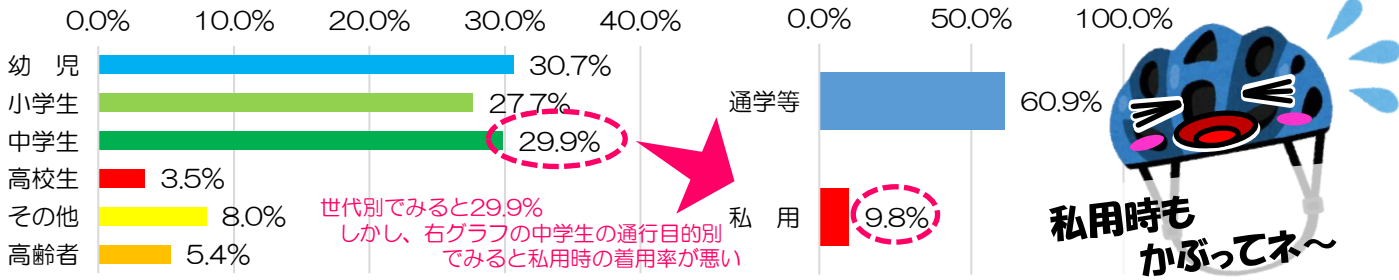 0.0% 10.0% 20.0% 30.0% 40.0%
幼　児 30.7%
小学生 27.7%
中学生 29.9%
高校生 3.5%
その他 8.0%
高齢者 5.4%
世代別でみると29.9%
しかし、右グラフの中学生の通行目的別
でみると私用時の着用率が悪い
0.0% 50.0% 100.0%
通学等 60.9%
私　用 9.8%
私用時も
かぶってネ～